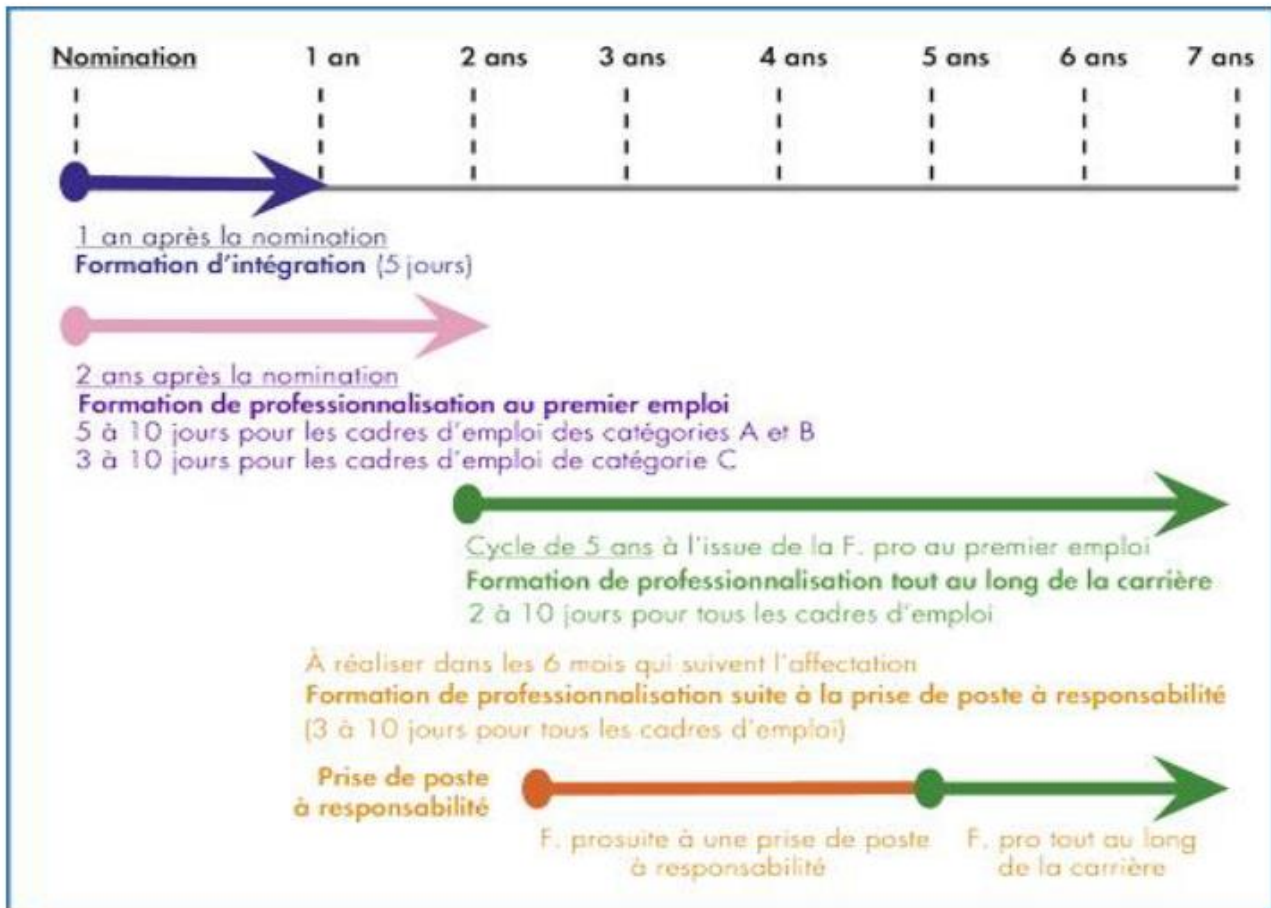 Nomination 1 an 2 ans 3 ans 4 ans 5 ans 6 ans 7 ans
1 an après la nomination
Formation d'intégration (5 jours)
2 ans après la nomination
Formation de professionnalisation au premier emploi
5 à 10 jours pour les cadres d'emploi des catégories A et B
3 à 10 jours pour les cadres d'emploi de catégorie C
Cycle de 5 ans à l'issue de la F. pro au premier emploi
Formation de professionnalisation tout au long de la carrière
2 à 10 jours pour tous les cadres d'emploi
À réaliser dans les 6 mois qui suivent l'affectation
Formation de professionnalisation suite à la prise de poste à responsabilité
(3 à 10 jours pour tous les cadres d'emploi)
Prise de poste
à responsabilité
F. prosuite à une prise de poste
à responsabilité
F. pro tout au long
de la carrière